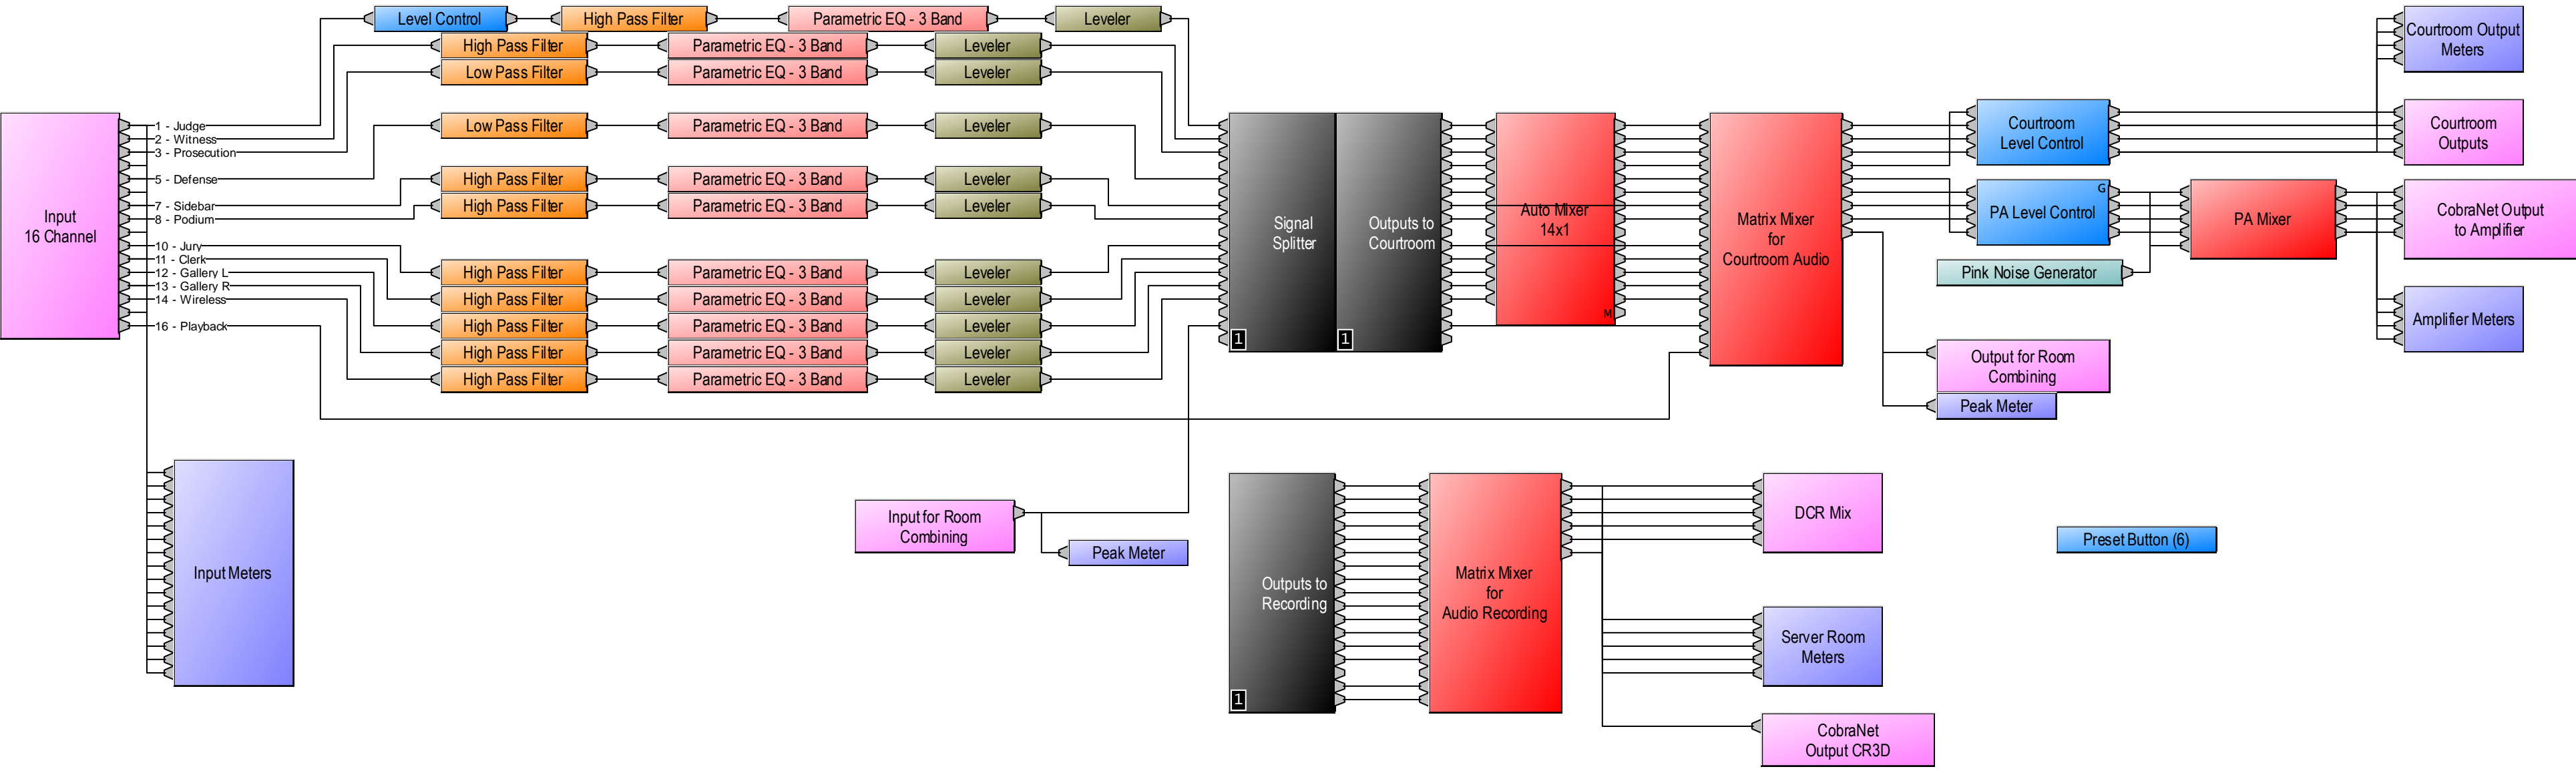 Level Control
High Pass Filter
Parametric EQ - 3 Band
Leveler
High Pass Filter
Parametric EQ - 3 Band
Leveler
Low Pass Filter
Parametric EQ - 3 Band
Leveler
Low Pass Filter
Parametric EQ - 3 Band
Leveler
High Pass Filter
Parametric EQ - 3 Band
Leveler
High Pass Filter
Parametric EQ - 3 Band
Leveler
High Pass Filter
Parametric EQ - 3 Band
Leveler
High Pass Filter
Parametric EQ - 3 Band
Leveler
High Pass Filter
Parametric EQ - 3 Band
Leveler
High Pass Filter
Parametric EQ - 3 Band
Leveler
High Pass Filter
Parametric EQ - 3 Band
Leveler
Input
16 Channel
1 - Judge
2 - Witness
3 - Prosecution
5 - Defense
7 - Sidebar
8 - Podium
10 - Jury
11 - Clerk
12 - Gallery L
13 - Gallery R
14 - Wireless
16 - Playback
Input Meters
Input for Room
Combining
Peak Meter
Signal
Splitter
1
Outputs to
Courtroom
1
Auto Mixer
14x1
M
Matrix Mixer
for
Courtroom Audio
Courtroom
Level Control
Courtroom Output
Meters
Courtroom
Outputs
G
PA Level Control
PA Mixer
CobraNet Output
to Amplifier
Pink Noise Generator
Amplifier Meters
Output for Room
Combining
Peak Meter
Outputs to
Recording
1
Matrix Mixer
for
Audio Recording
DCR Mix
Server Room
Meters
CobraNet
Output CR3D
Preset Button (6)